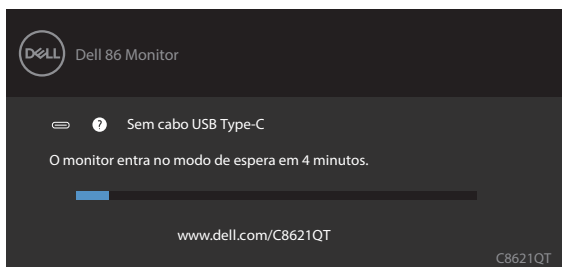 DELL
Dell 86 Monitor
? Sem cabo USB Type-C
O monitor entra no modo de espera em 4 minutos.
www.dell.com/C8621QT
C8621QT